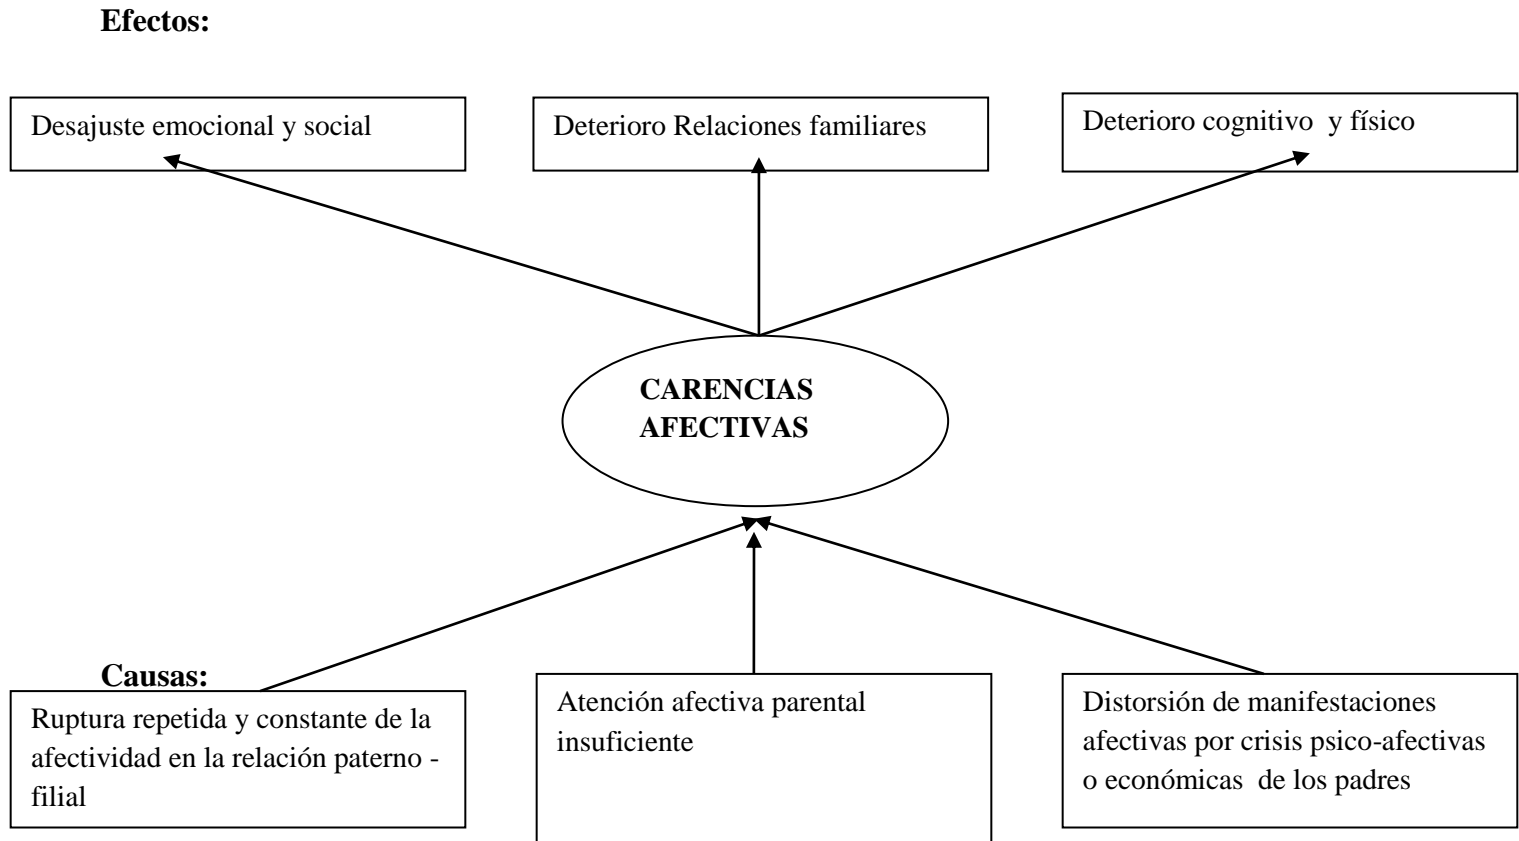 Efectos:
Desajuste emocional y social
Deterioro Relaciones familiares
Deterioro cognitivo  y físico
CARENCIAS
AFECTIVAS
Causas:
Ruptura repetida y constante de la
afectividad en la relación paterno -
filial
Atención afectiva parental
insuficiente
Distorsión de manifestaciones
afectivas por crisis psico-afectivas
o económicas  de los padres